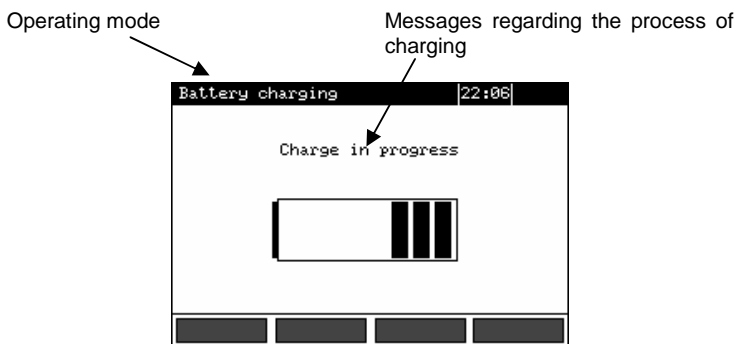 Operating mode
Messages regarding the process of
charging
Battery charging 22:06
Charge in progress